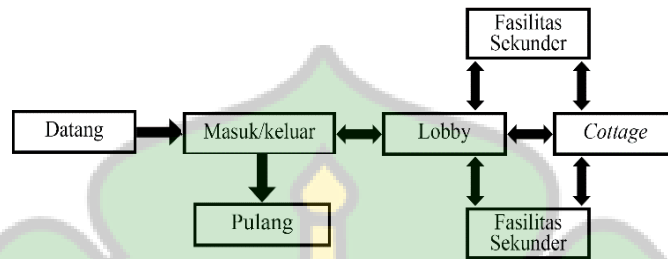 Fasilitas
Sekunder
Datang
Masuk/keluar
Lobby
Cottage
Pulang
Fasilitas
Sekunder